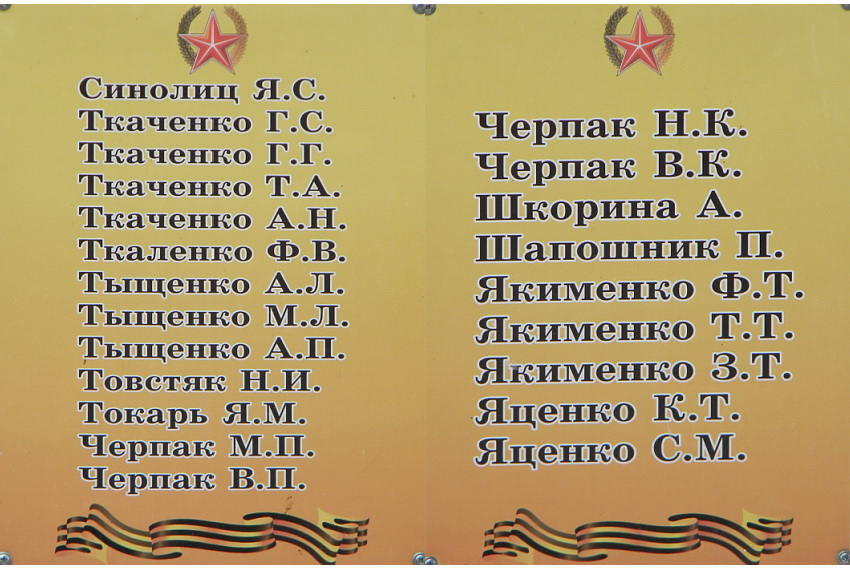 Синолиц Я.С.
Ткаченко Г.С.
Ткаченко Г.Г.
Ткаченко Т.А.
Ткаченко А.Н.
Ткаленко Ф.В.
Тыщенко А.Л.
Тыщенко М.Л.
Тыщенко А.П.
Товстяк Н.И.
Токарь Я.М.
Черпак М.П.
Черпак В.П.
Черпак Н.К.
Черпак В.К.
Шкорина А.
Шапошник П.
Якименко Ф.Т.
Якименко Т.Т.
Якименко З.Т.
Яценко К.Т.
Яценко С.М.